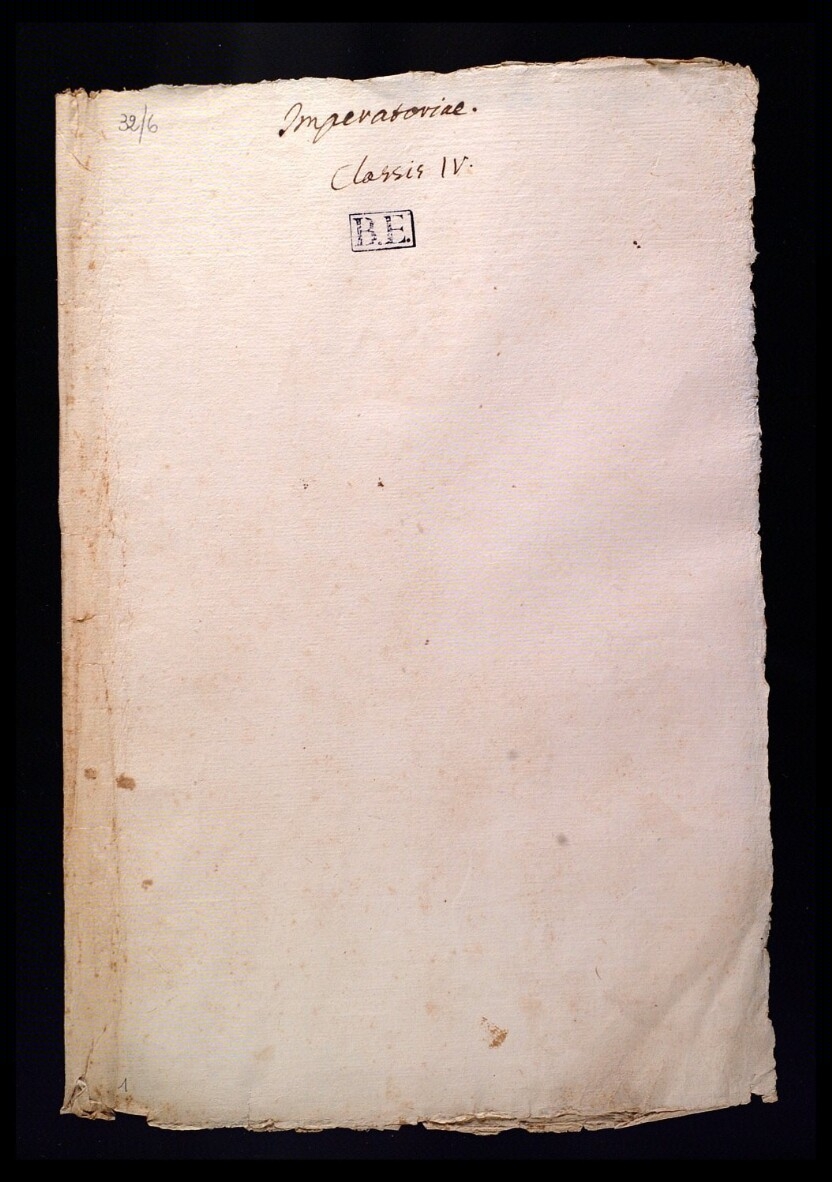 32/6
Imperatoriae.
Classis IV.
B.E.
1